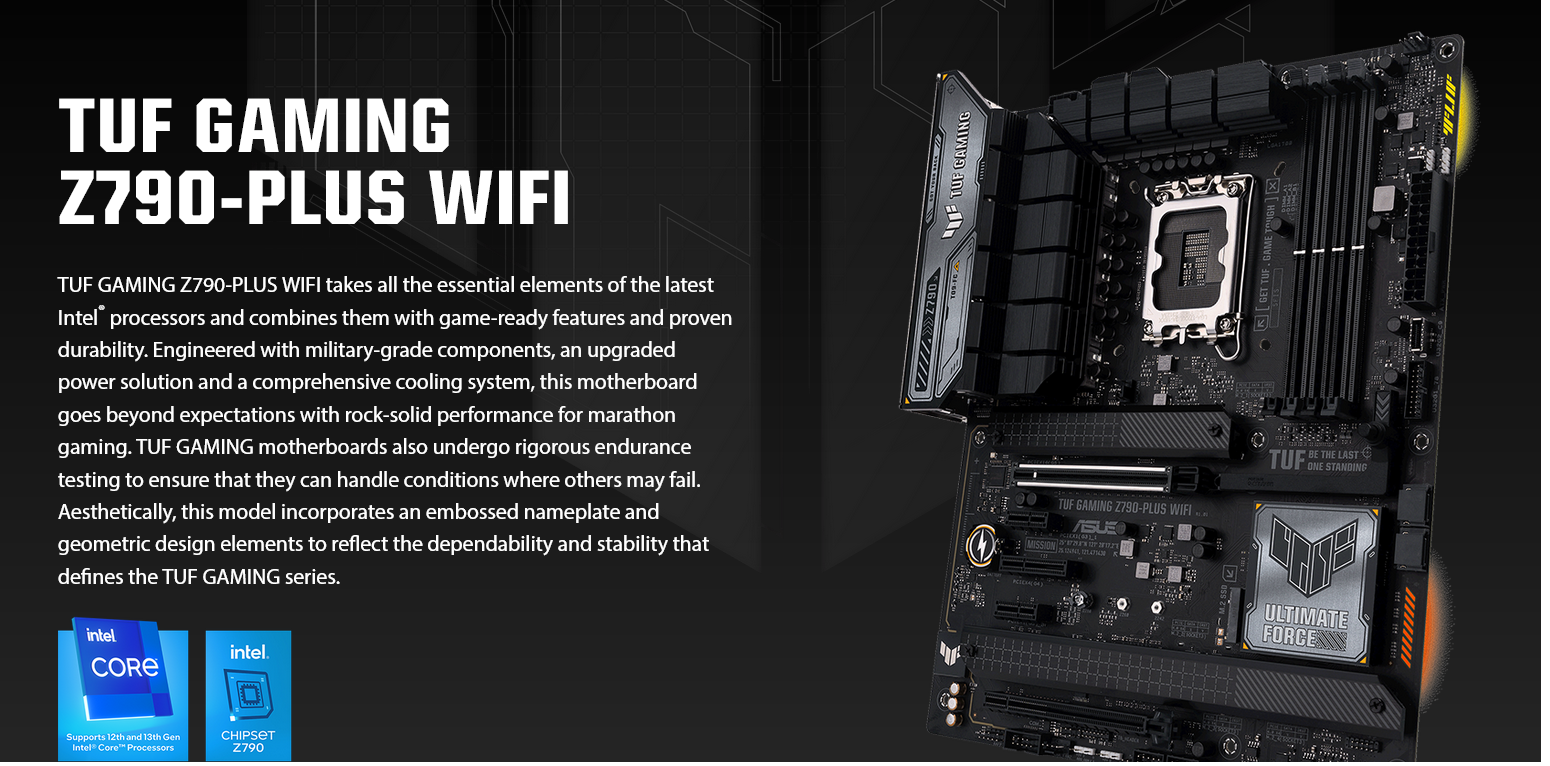 TUF GAMING
Z790-PLUS WIFI
TUF GAMING Z790-PLUS WIFI takes all the essential elements of the latest
Intel® processors and combines them with game-ready features and proven
durability. Engineered with military-grade components, an upgraded
power solution and a comprehensive cooling system, this motherboard
goes beyond expectations with rock-solid performance for marathon
gaming. TUF GAMING motherboards also undergo rigorous endurance
testing to ensure that they can handle conditions where others may fail.
Aesthetically, this model incorporates an embossed nameplate and
geometric design elements to reflect the dependability and stability that
defines the TUF GAMING series.
intel
CORE
Supports 12th and 13th Gen
Intel® Core™ Processors
intel.
CHIPSET
Z790
TUF GAMING
Z790
[ GET TUF. GAME TOUGH ]
TUF BE THE LAST
ONE STANDING
TUF GAMING Z790-PLUS WIFI
ASUS
MISSION
M.2 SSD
ULTIMATE
FORCE